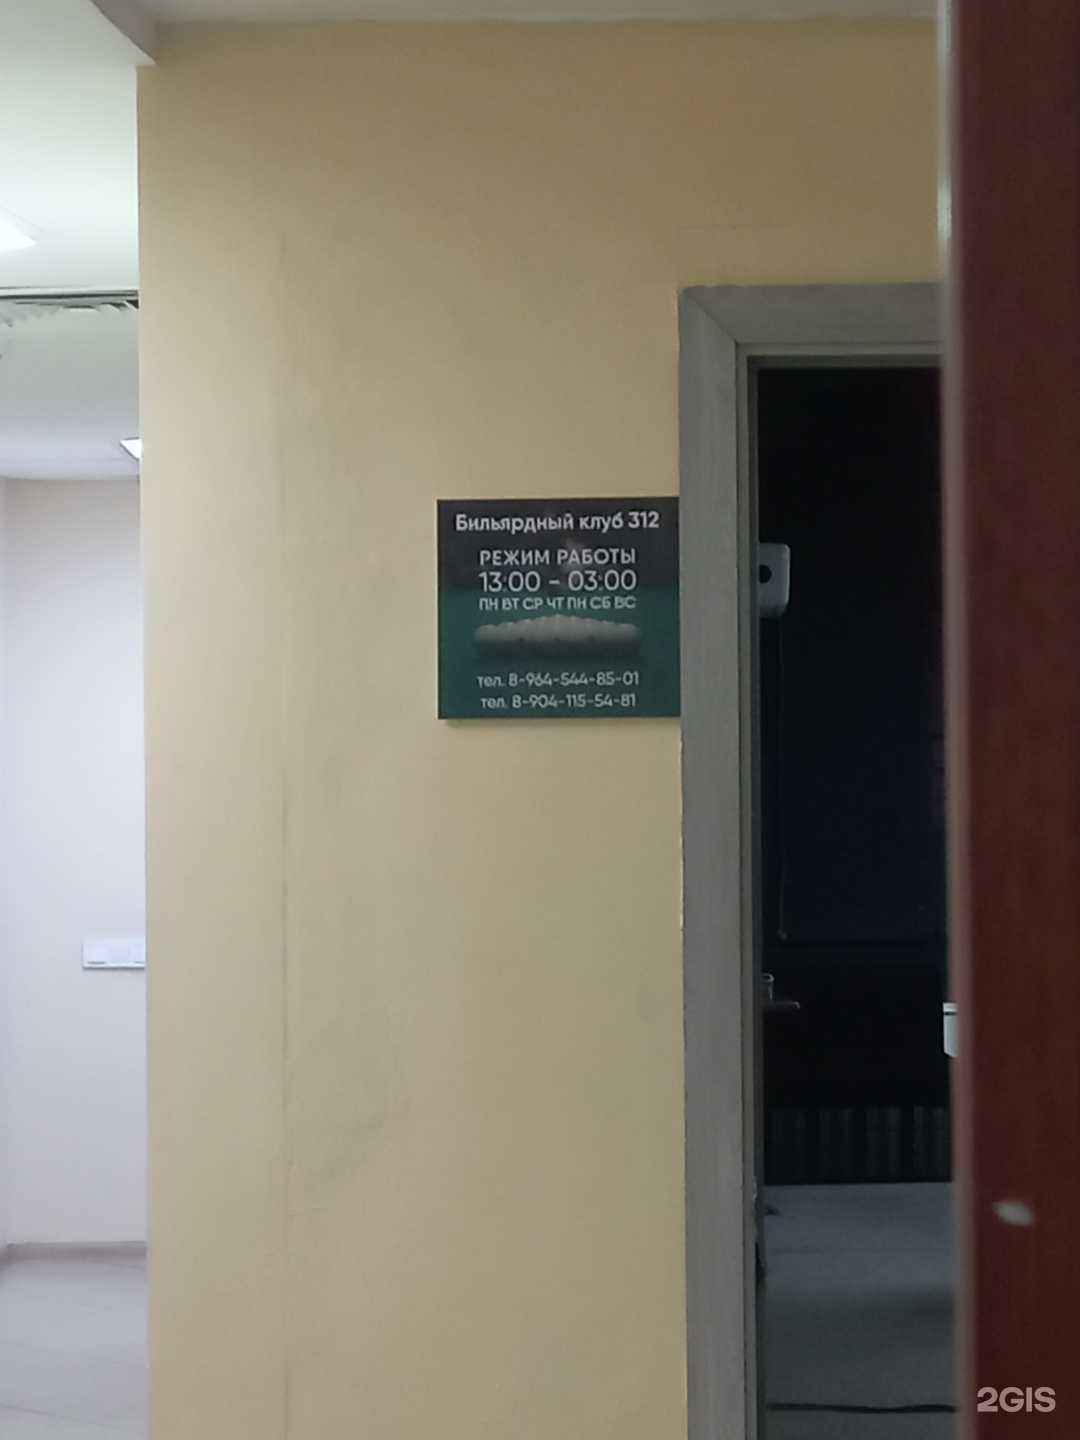 Бильярдный клуб 312
РЕЖИМ РАБОТЫ
13:00 - 03:00
ПН ВТ СР ЧТ ПН СБ ВС
тел. 8-964-544-85-01
тел. 8-904-115-54-81
2GIS